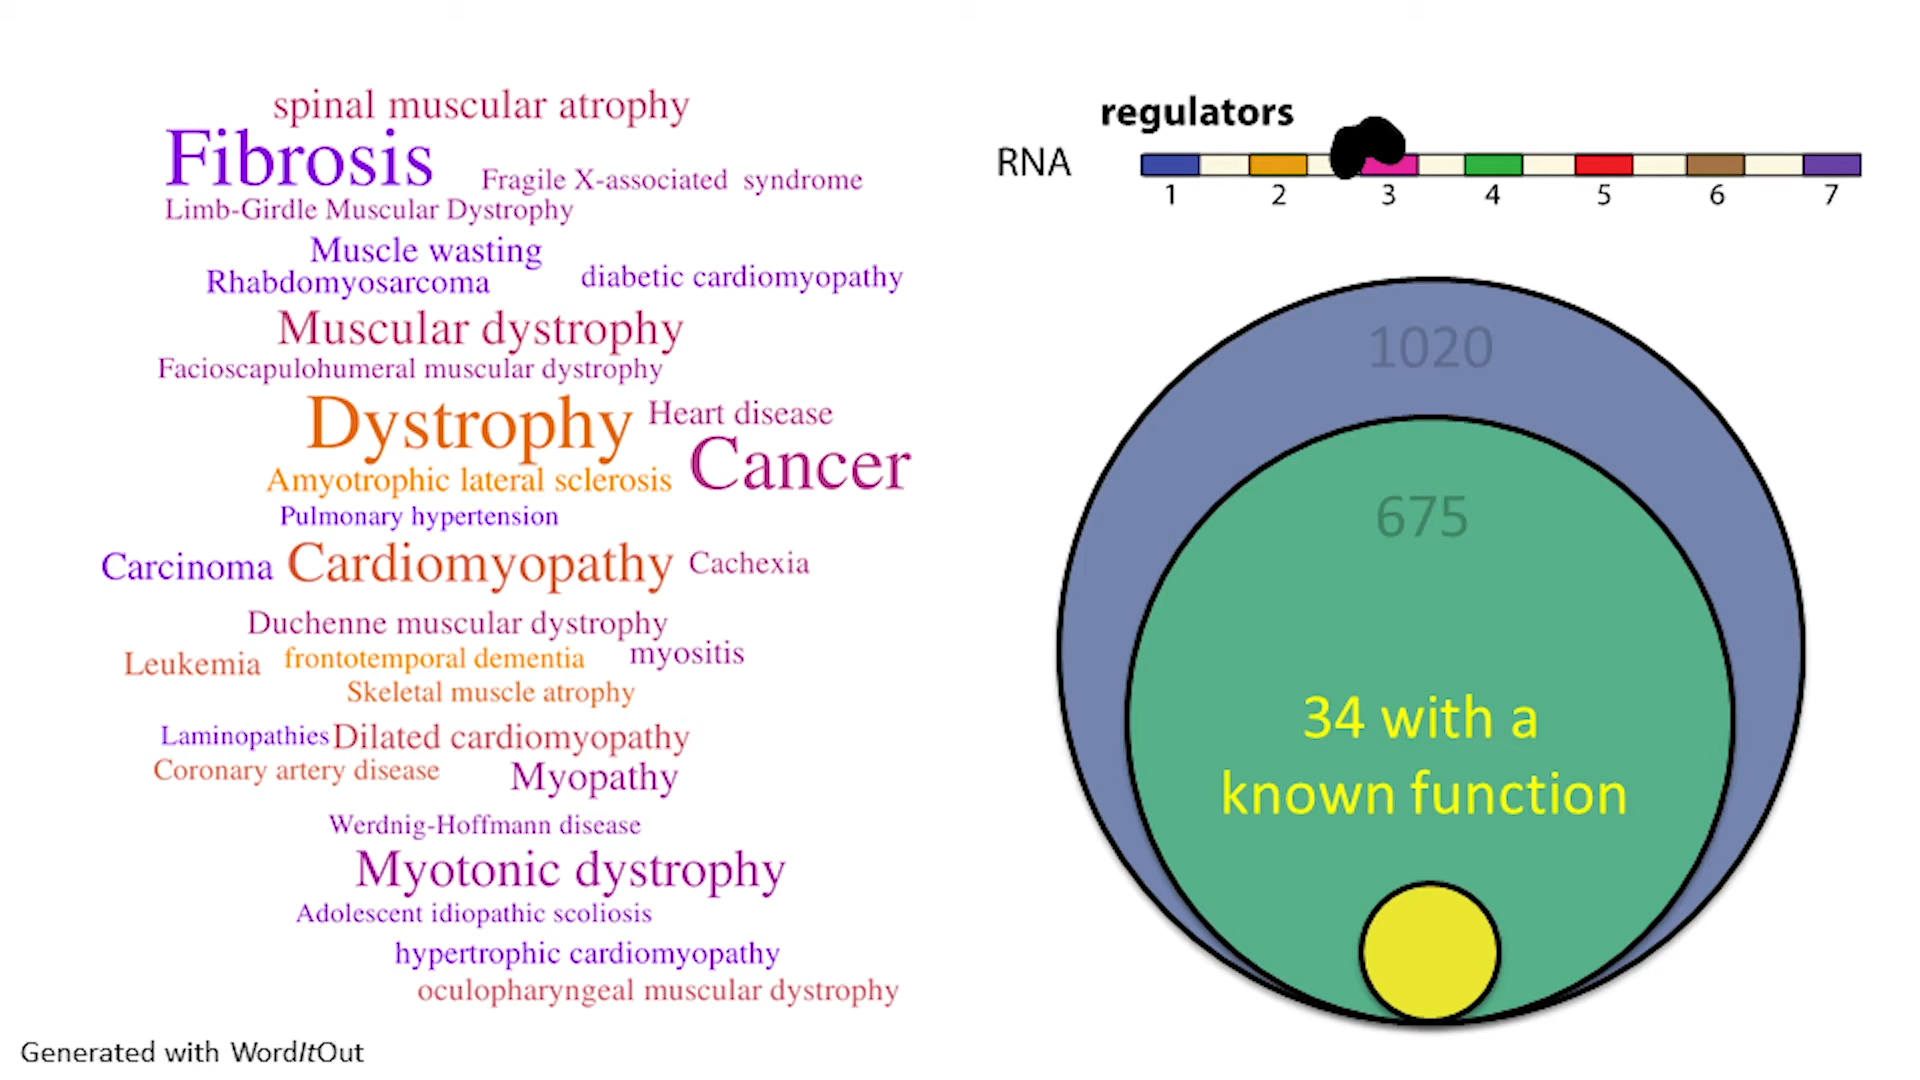 spinal muscular atrophy
Fibrosis
Fragile X-associated syndrome
Limb-Girdle Muscular Dystrophy
Muscle wasting
Rhabdomyosarcoma
diabetic cardiomyopathy
Muscular dystrophy
Facioscapulohumeral muscular dystrophy
Dystrophy
Heart disease
Cancer
Amyotrophic lateral sclerosis
Pulmonary hypertension
Carcinoma
Cardiomyopathy
Cachexia
Duchenne muscular dystrophy
Leukemia
frontotemporal dementia
myositis
Skeletal muscle atrophy
Laminopathies
Dilated cardiomyopathy
Coronary artery disease
Myopathy
Werdnig-Hoffmann disease
Myotonic dystrophy
Adolescent idiopathic scoliosis
hypertrophic cardiomyopathy
oculopharyngeal muscular dystrophy
Generated with WordItOut
regulators
RNA
1 2 3 4 5 6 7
1020
675
34 with a
known function